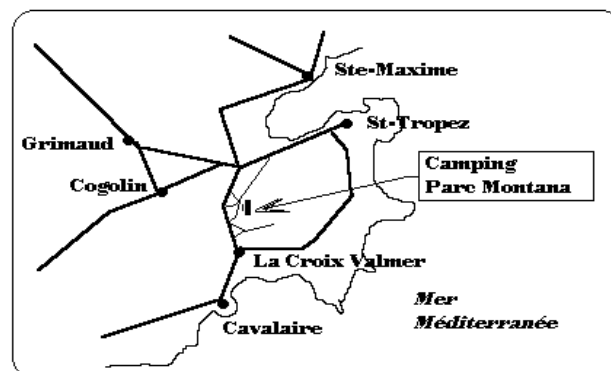 Ste-Maxime
St-Tropez
Grimaud
Camping
Parc Montana
Cogolin
La Croix Valmer
Mer
Méditerranée
Cavalaire